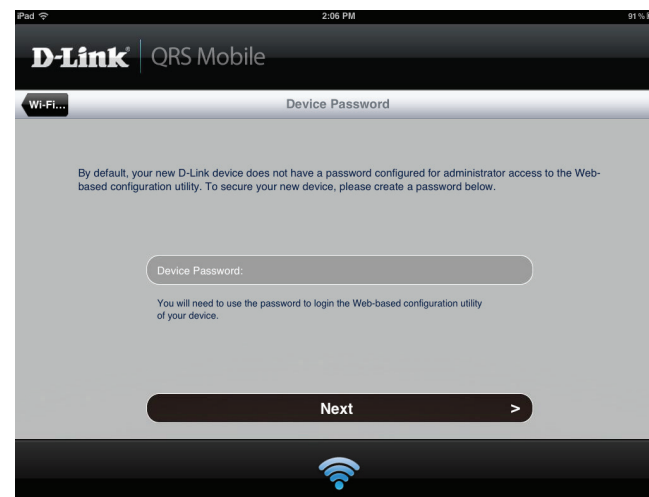 iPad 2:06 PM 91%
D-Link QRS Mobile
Wi-Fi... Device Password
By default, your new D-Link device does not have a password configured for administrator access to the Web-
based configuration utility. To secure your new device, please create a password below.
Device Password:
You will need to use the password to login the Web-based configuration utility
of your device.
Next >